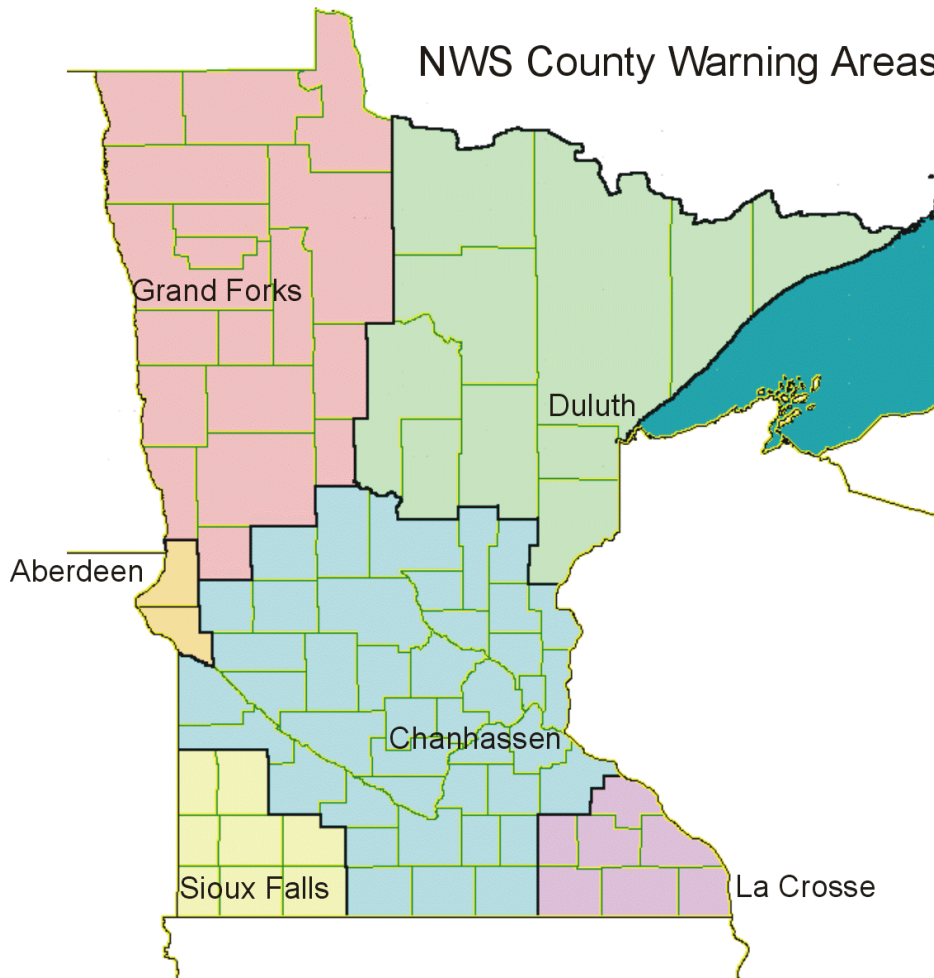 NWS County Warning Areas
Grand Forks
Duluth
Aberdeen
Chanhassen
Sioux Falls
La Crosse